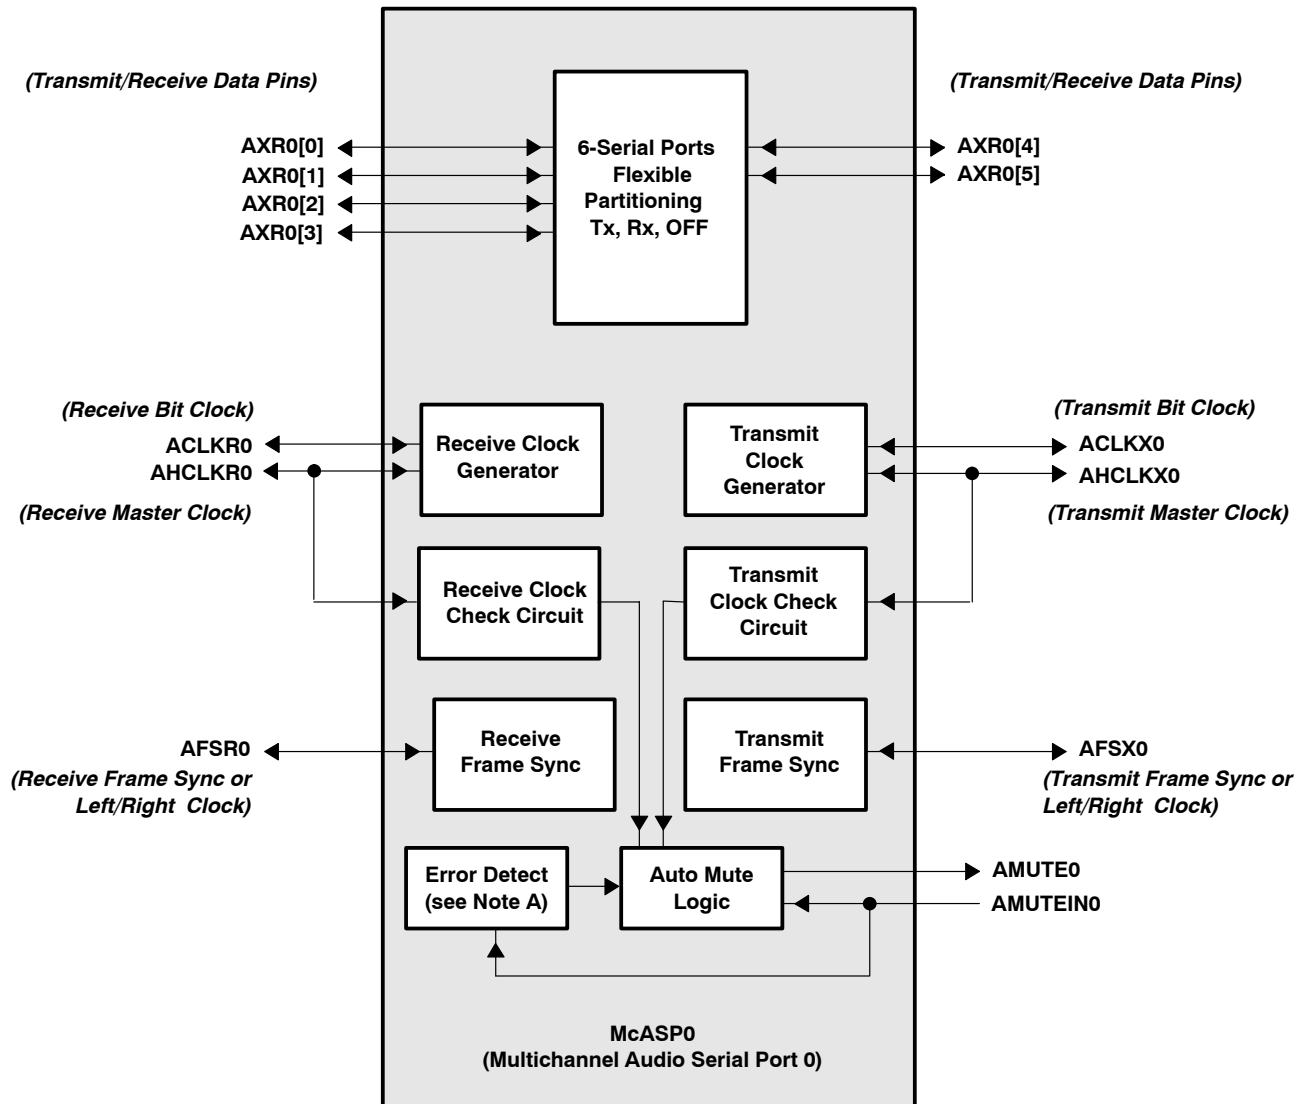 (Transmit/Receive Data Pins)
(Transmit/Receive Data Pins)
AXR0[0]
AXR0[1]
AXR0[2]
AXR0[3]
6-Serial Ports
Flexible
Partitioning
Tx, Rx, OFF
AXR0[4]
AXR0[5]
(Receive Bit Clock)
ACLKR0
AHCLKR0
(Receive Master Clock)
Receive Clock
Generator
Transmit
Clock
Generator
(Transmit Bit Clock)
ACLKX0
AHCLKX0
(Transmit Master Clock)
Receive Clock
Check Circuit
Transmit
Clock Check
Circuit
AFSR0
(Receive Frame Sync or
Left/Right Clock)
Receive
Frame Sync
Transmit
Frame Sync
AFSX0
(Transmit Frame Sync or
Left/Right Clock)
Error Detect
(see Note A)
Auto Mute
Logic
AMUTE0
AMUTEIN0
McASP0
(Multichannel Audio Serial Port 0)